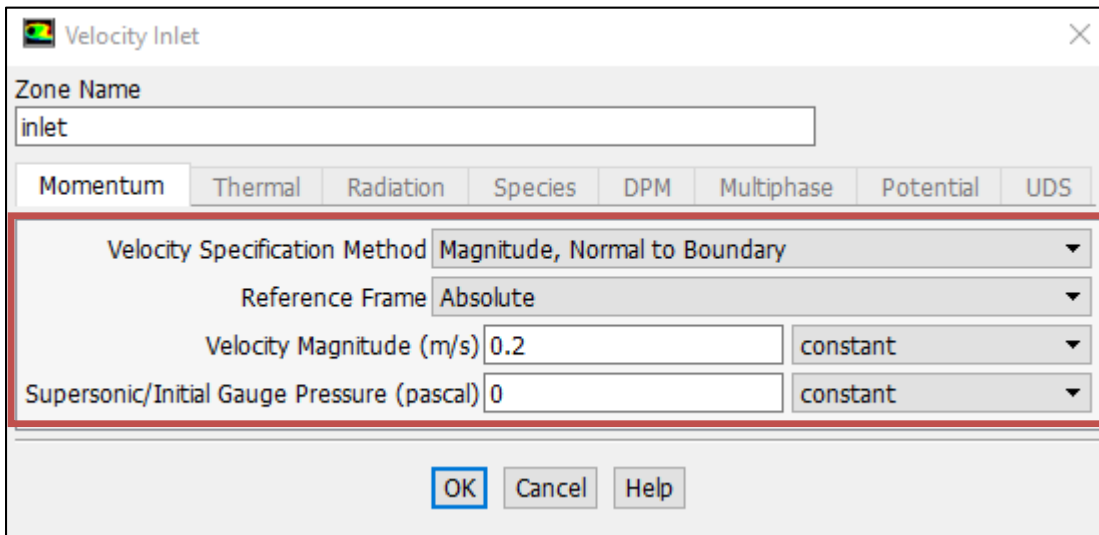 Velocity Inlet
Zone Name
inlet
Momentum Thermal Radiation Species DPM Multiphase Potential UDS
Velocity Specification Method Magnitude, Normal to Boundary
Reference Frame Absolute
Velocity Magnitude (m/s) 0.2 constant
Supersonic/Initial Gauge Pressure (pascal) 0 constant
OK Cancel Help